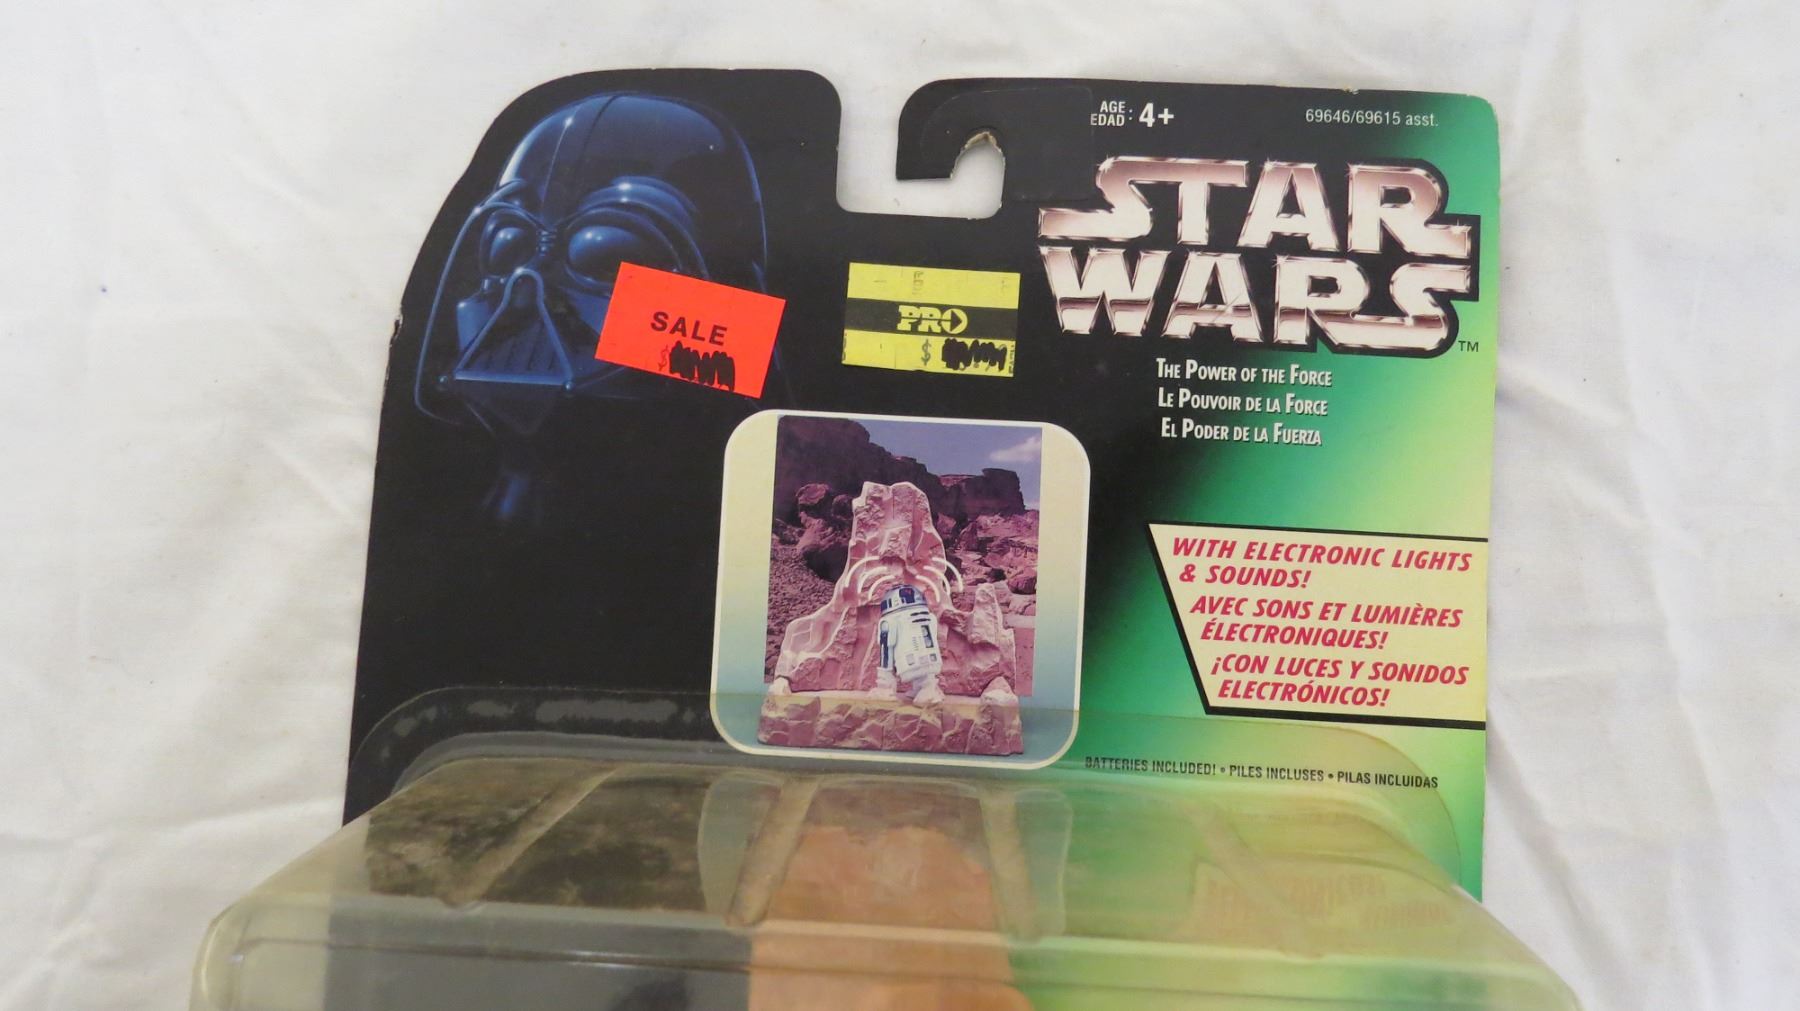 AGE : 4+
EDAD :
69646/69615 asst.
STAR
WARS
TM
THE POWER OF THE FORCE
LE POUVOIR DE LA FORCE
EL PODER DE LA FUERZA
SALE
$
PRO
$
WITH ELECTRONIC LIGHTS
& SOUNDS!
AVEC SONS ET LUMIÈRES
ÉLECTRONIQUES!
¡CON LUCES Y SONIDOS
ELECTRÓNICOS!
BATTERIES INCLUDED! • PILES INCLUSES • PILAS INCLUIDAS